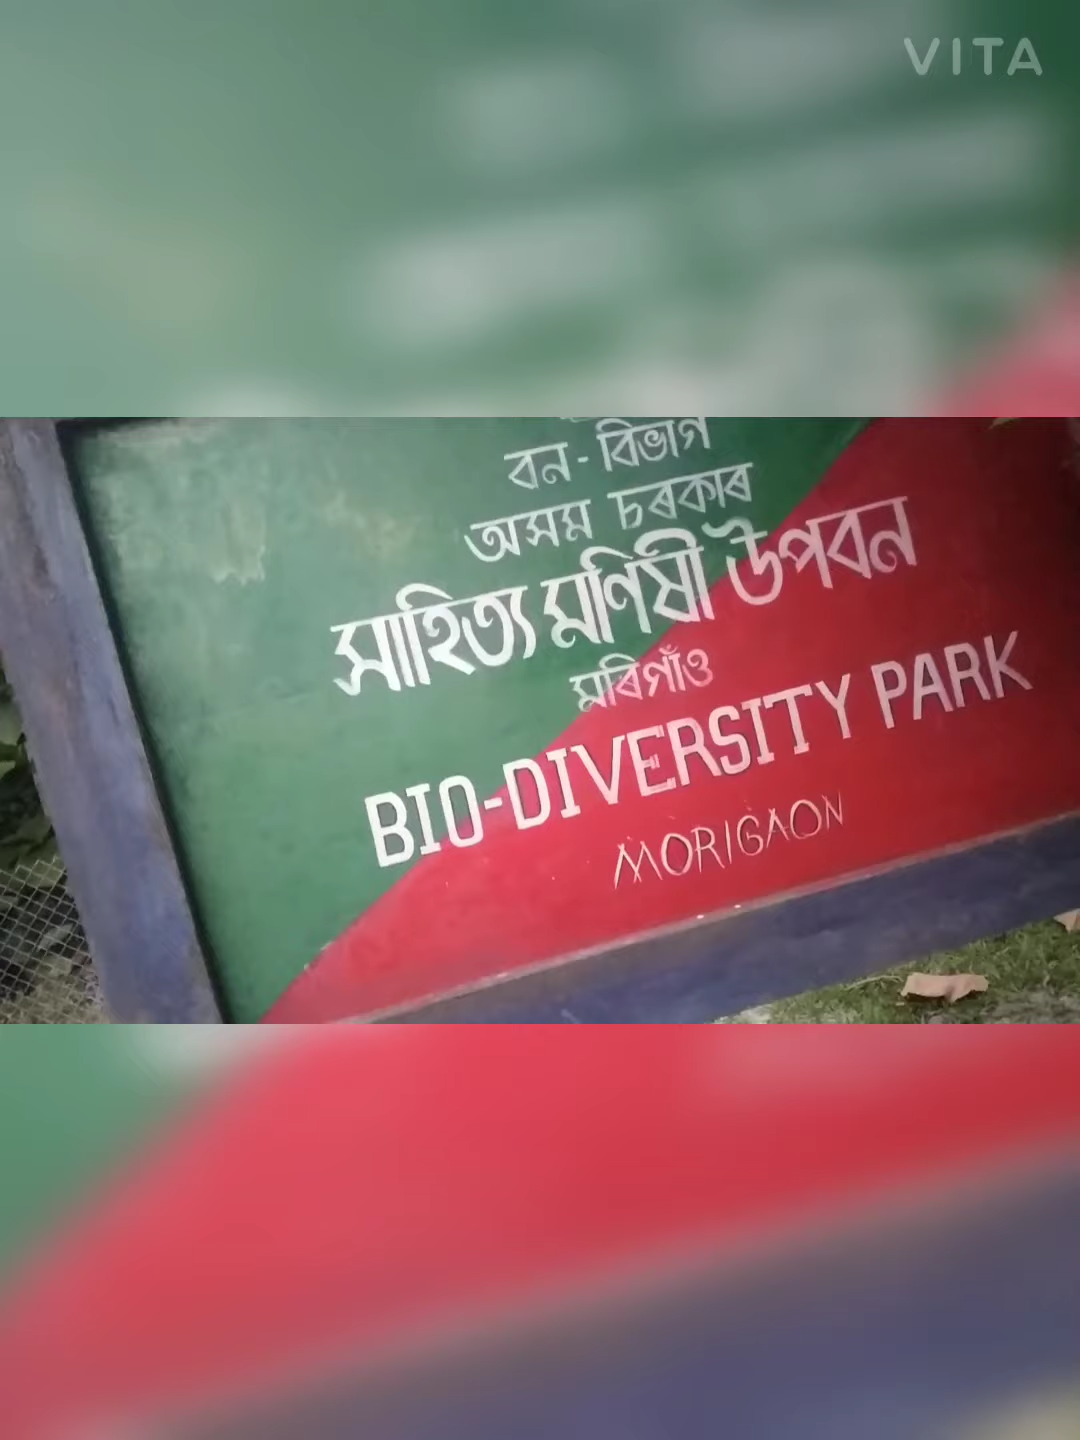 VITA
বন - বিভাগ
অসম চৰকাৰ
সাহিত্য মণিষী উপবন
মৰিগাঁও
BIO-DIVERSITY PARK
MORIGAON